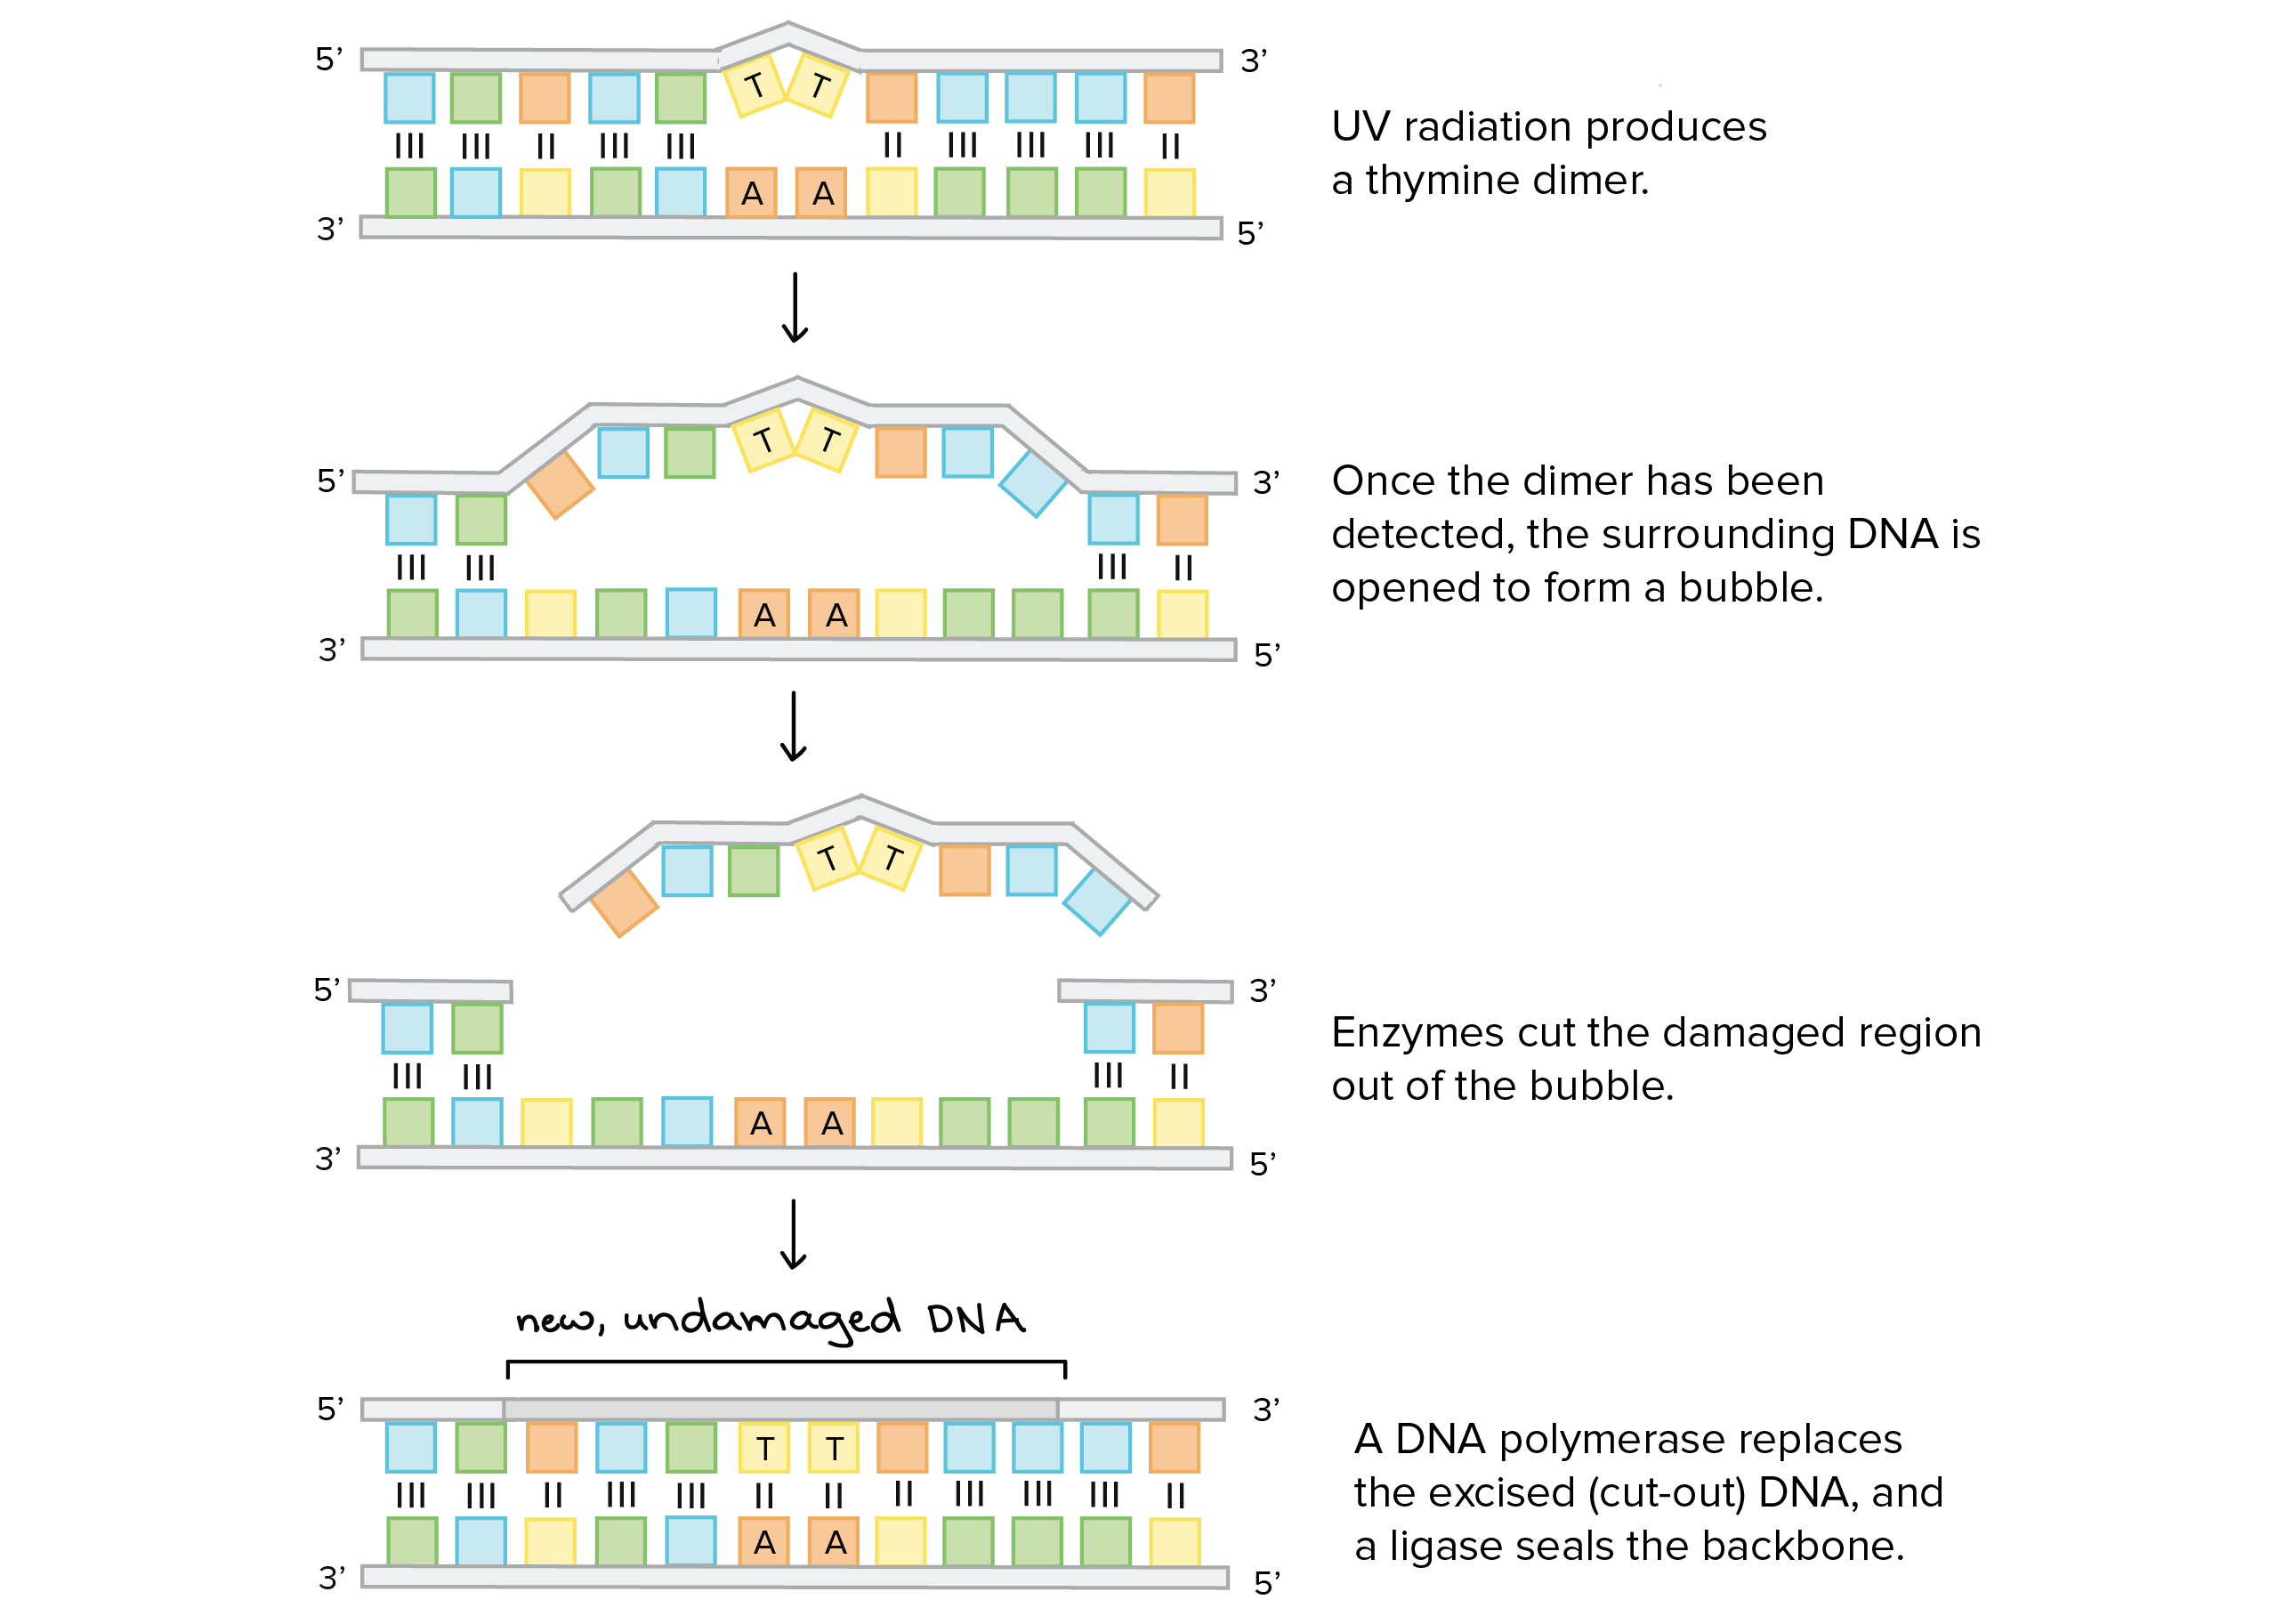 5’ 3’
T T
A A
3’ 5’
UV radiation produces
a thymine dimer.
5’ 3’
T T
A A
3’ 5’
Once the dimer has been
detected, the surrounding DNA is
opened to form a bubble.
T T
5’ 3’
A A
3’ 5’
Enzymes cut the damaged region
out of the bubble.
new, undamaged DNA
5’ 3’
T T
A A
3’ 5’
A DNA polymerase replaces
the excised (cut-out) DNA, and
a ligase seals the backbone.